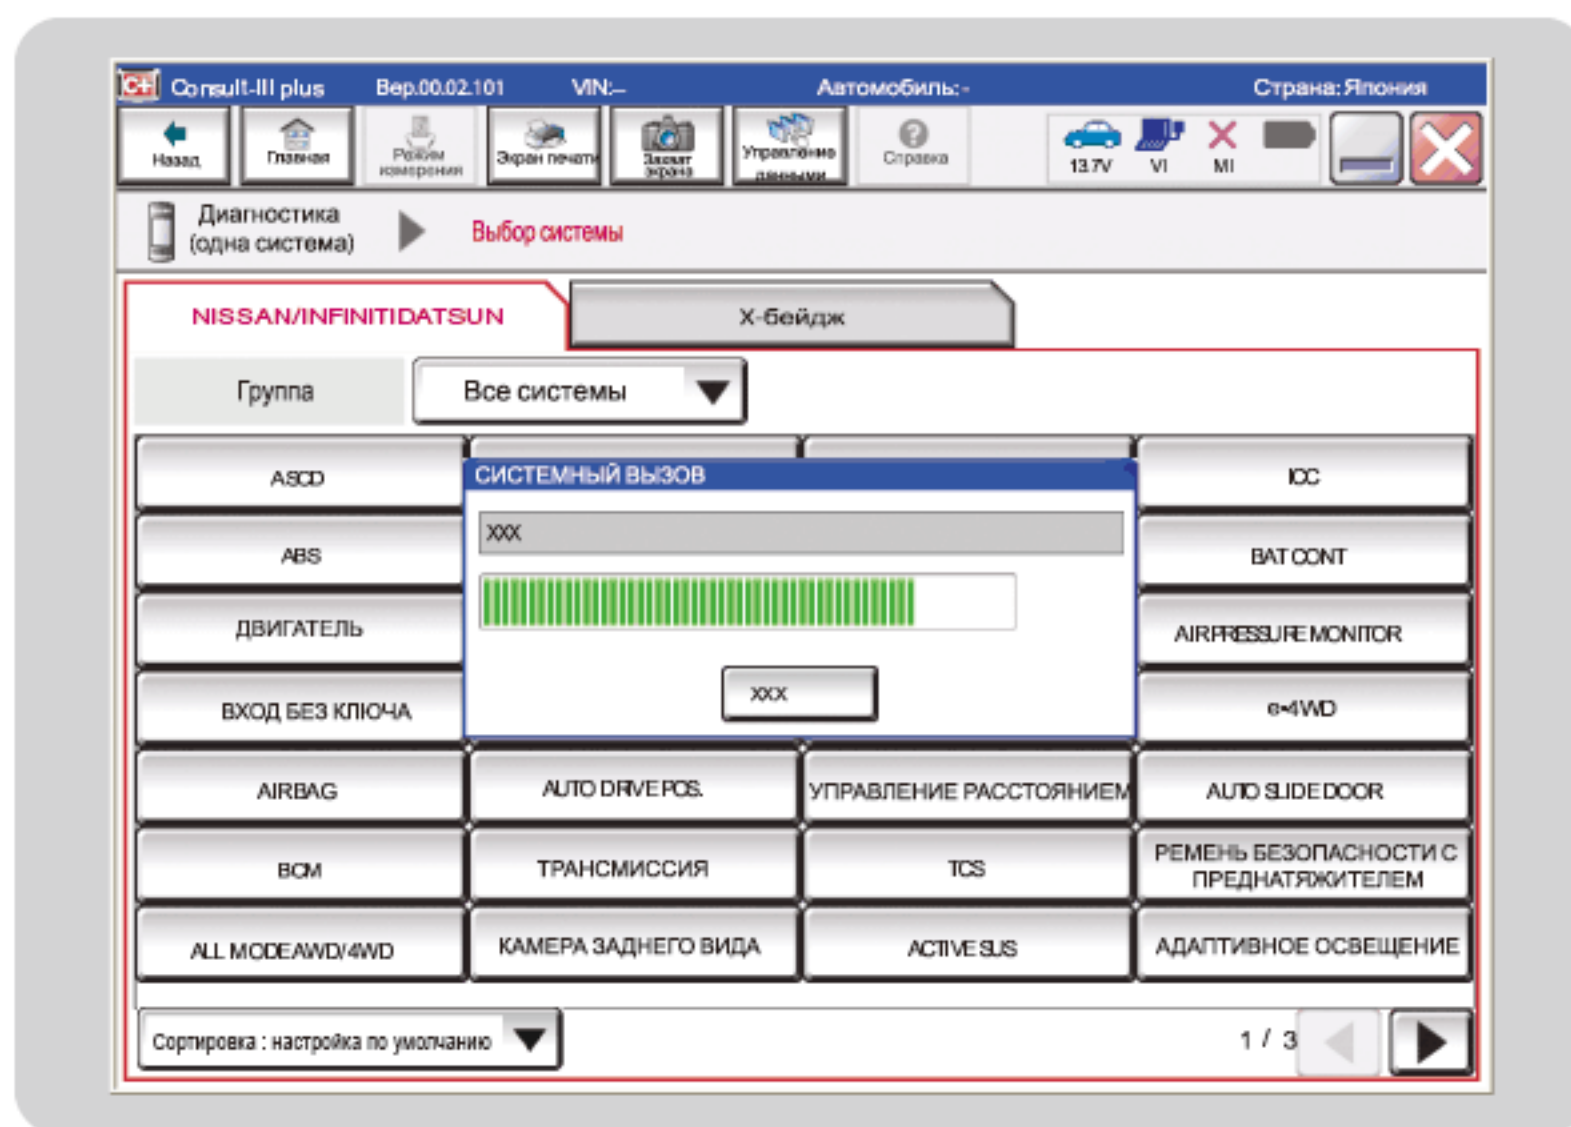 Consult-III plus Вер.00.02.101 VIN:-- Автомобиль:- Страна:Япония
Назад
Главная
Режим
измерения
Экран печати
Захват
экрана
Управление
данными
Справка
13.7V VI MI
Диагностика
(одна система)
Выбор системы
NISSAN/INFINITI DATSUN
X-бейдж
Группа
Все системы
ASCD
ICC
СИСТЕМНЫЙ ВЫЗОВ
XXX
ABS
BAT CONT
ДВИГАТЕЛЬ
AIR PRESSURE MONITOR
ВХОД БЕЗ КЛЮЧА
XXX
e•4WD
AIRBAG
AUTO DRIVE POS.
УПРАВЛЕНИЕ РАССТОЯНИЕМ
AUTO SLIDE DOOR
BCM
ТРАНСМИССИЯ
TCS
РЕМЕНЬ БЕЗОПАСНОСТИ С
ПРЕДНАТЯЖИТЕЛЕМ
ALL MODE AWD/4WD
КАМЕРА ЗАДНЕГО ВИДА
ACTIVE SUS
АДАПТИВНОЕ ОСВЕЩЕНИЕ
Сортировка : настройка по умолчанию
1 / 3